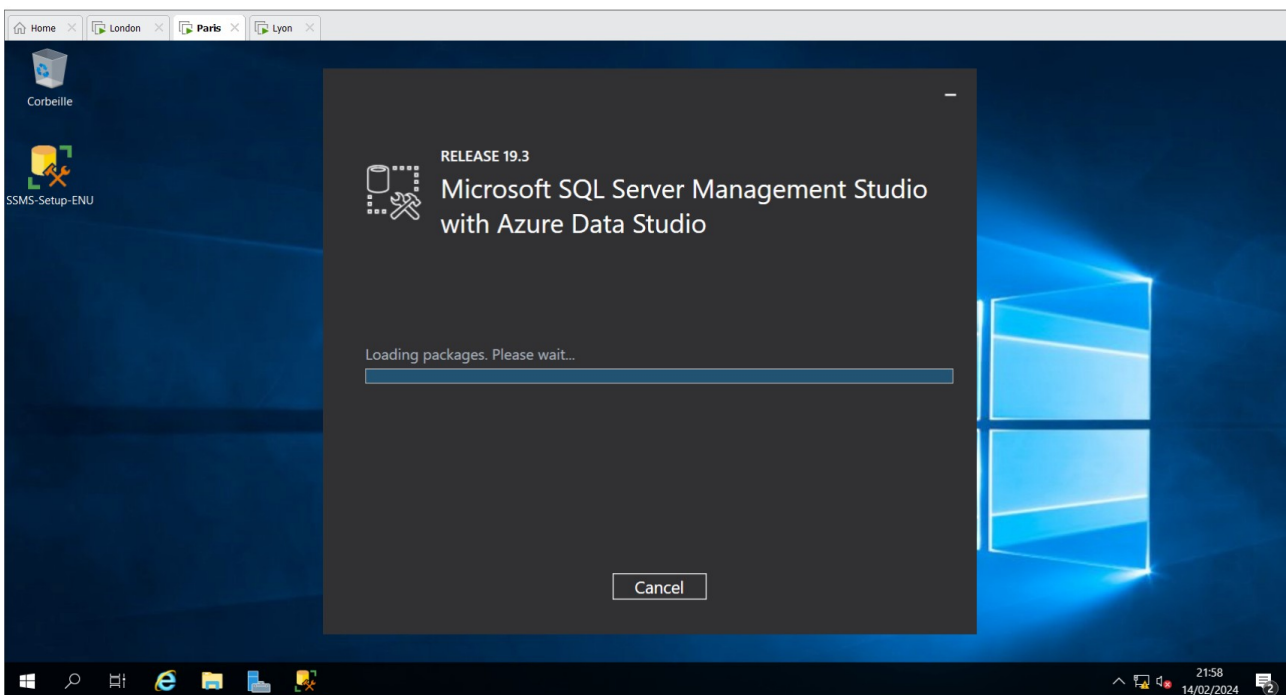 Home London Paris Lyon
Corbeille
SSMS-Setup-ENU
RELEASE 19.3
Microsoft SQL Server Management Studio
with Azure Data Studio
Loading packages. Please wait...
Cancel
21:58
14/02/2024
2